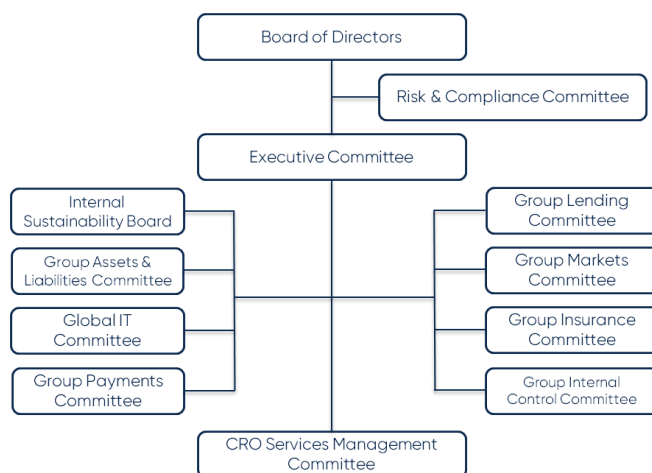 Board of Directors
Risk & Compliance Committee
Executive Committee
Internal
Sustainability Board
Group Assets &
Liabilities Committee
Global IT
Committee
Group Payments
Committee
Group Lending
Committee
Group Markets
Committee
Group Insurance
Committee
Group Internal
Control Committee
CRO Services Management
Committee